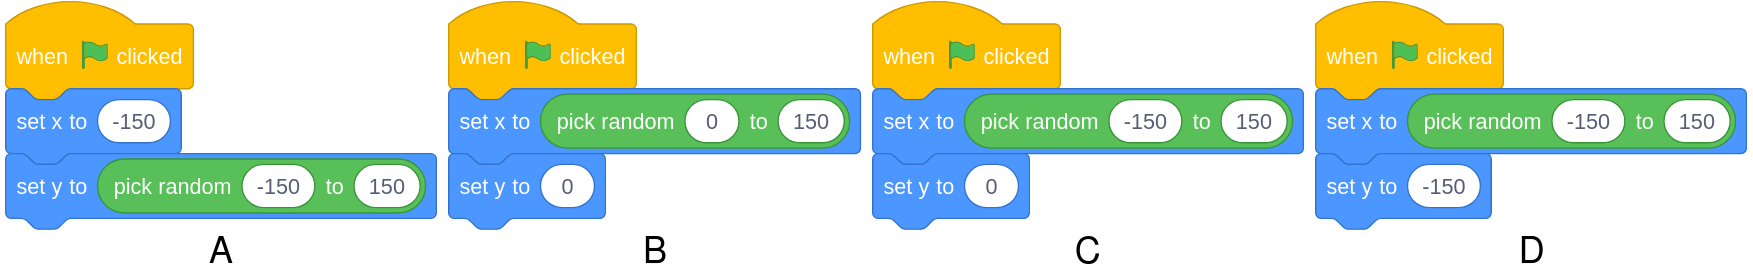 when clicked
set x to -150
set y to pick random -150 to 150
A
when clicked
set x to pick random 0 to 150
set y to 0
B
when clicked
set x to pick random -150 to 150
set y to 0
C
when clicked
set x to pick random -150 to 150
set y to -150
D